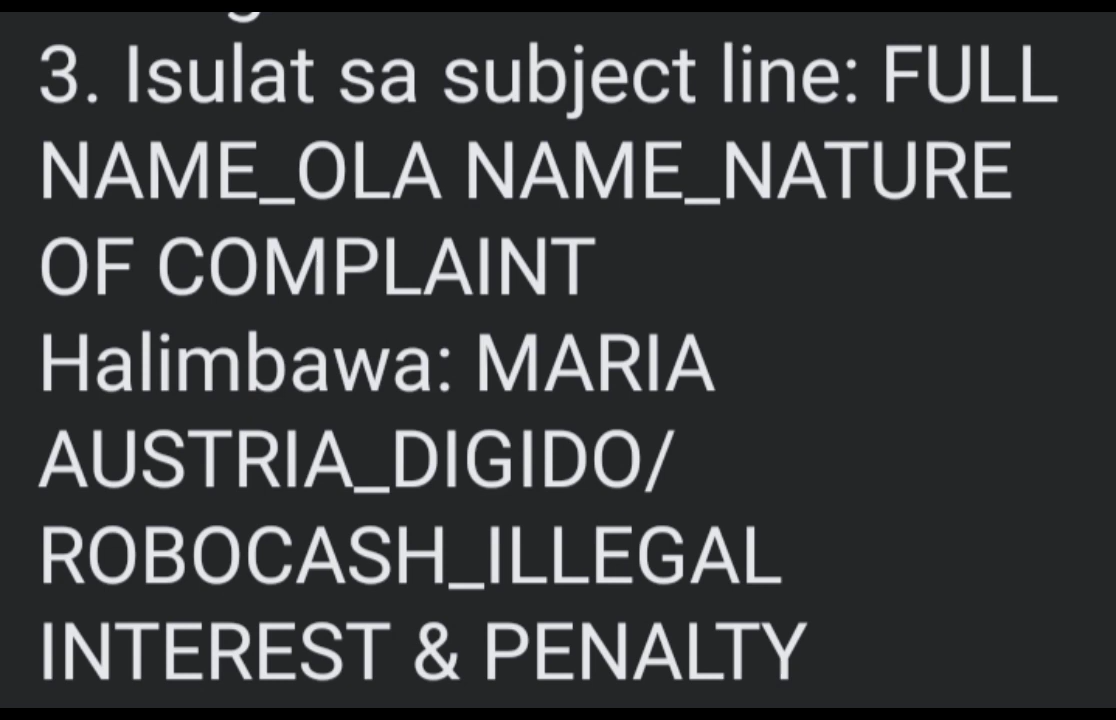 3. Isulat sa subject line: FULL
NAME_OLA NAME_NATURE
OF COMPLAINT
Halimbawa: MARIA
AUSTRIA_DIGIDO/
ROBOCASH_ILLEGAL
INTEREST & PENALTY